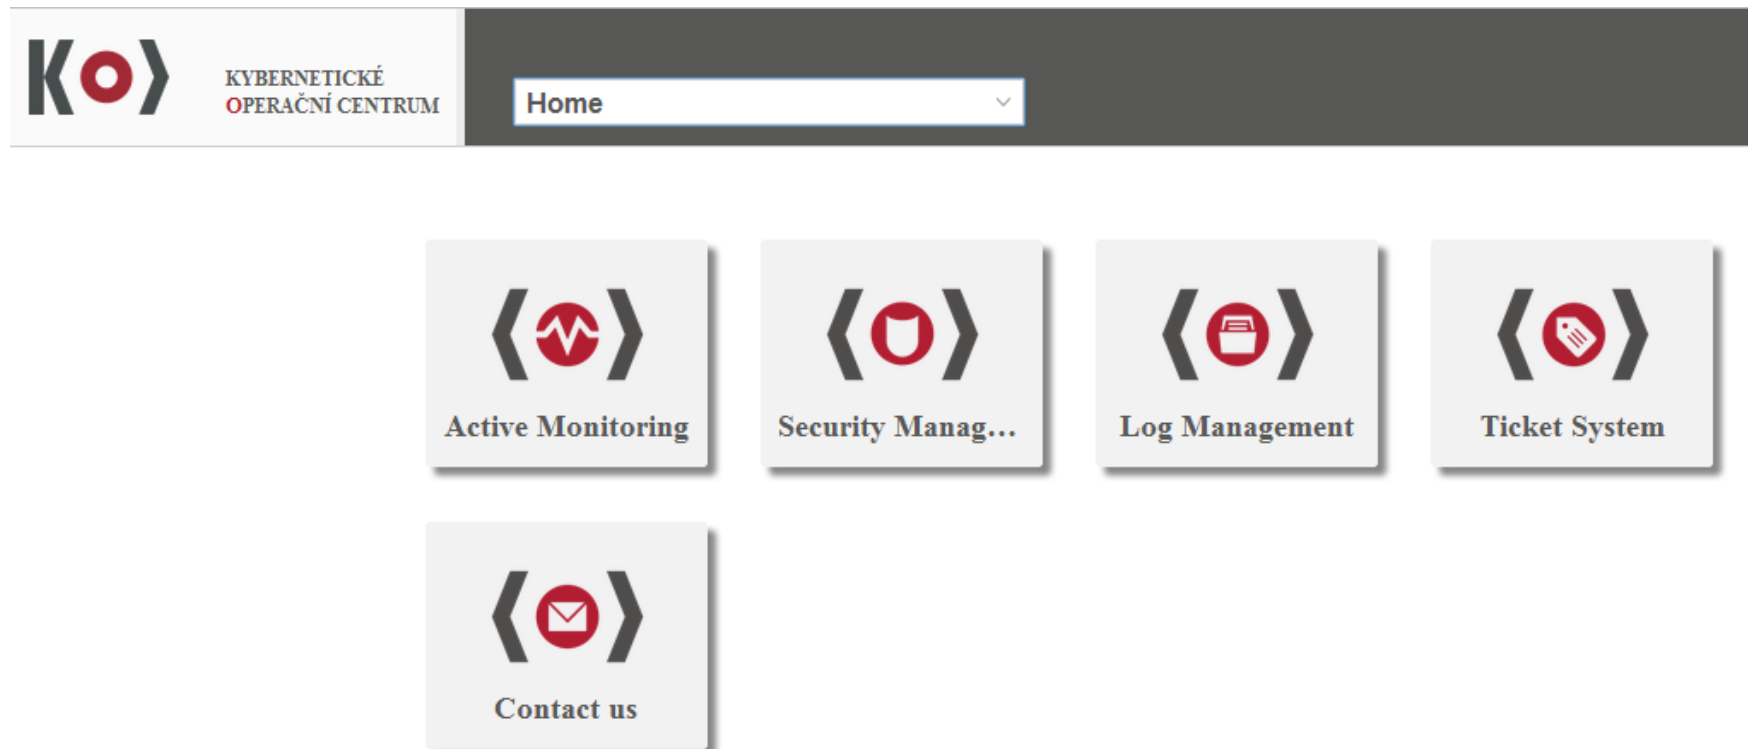 KYBERNETICKÉ
OPERAČNÍ CENTRUM
Home
Active Monitoring
Security Manag...
Log Management
Ticket System
Contact us